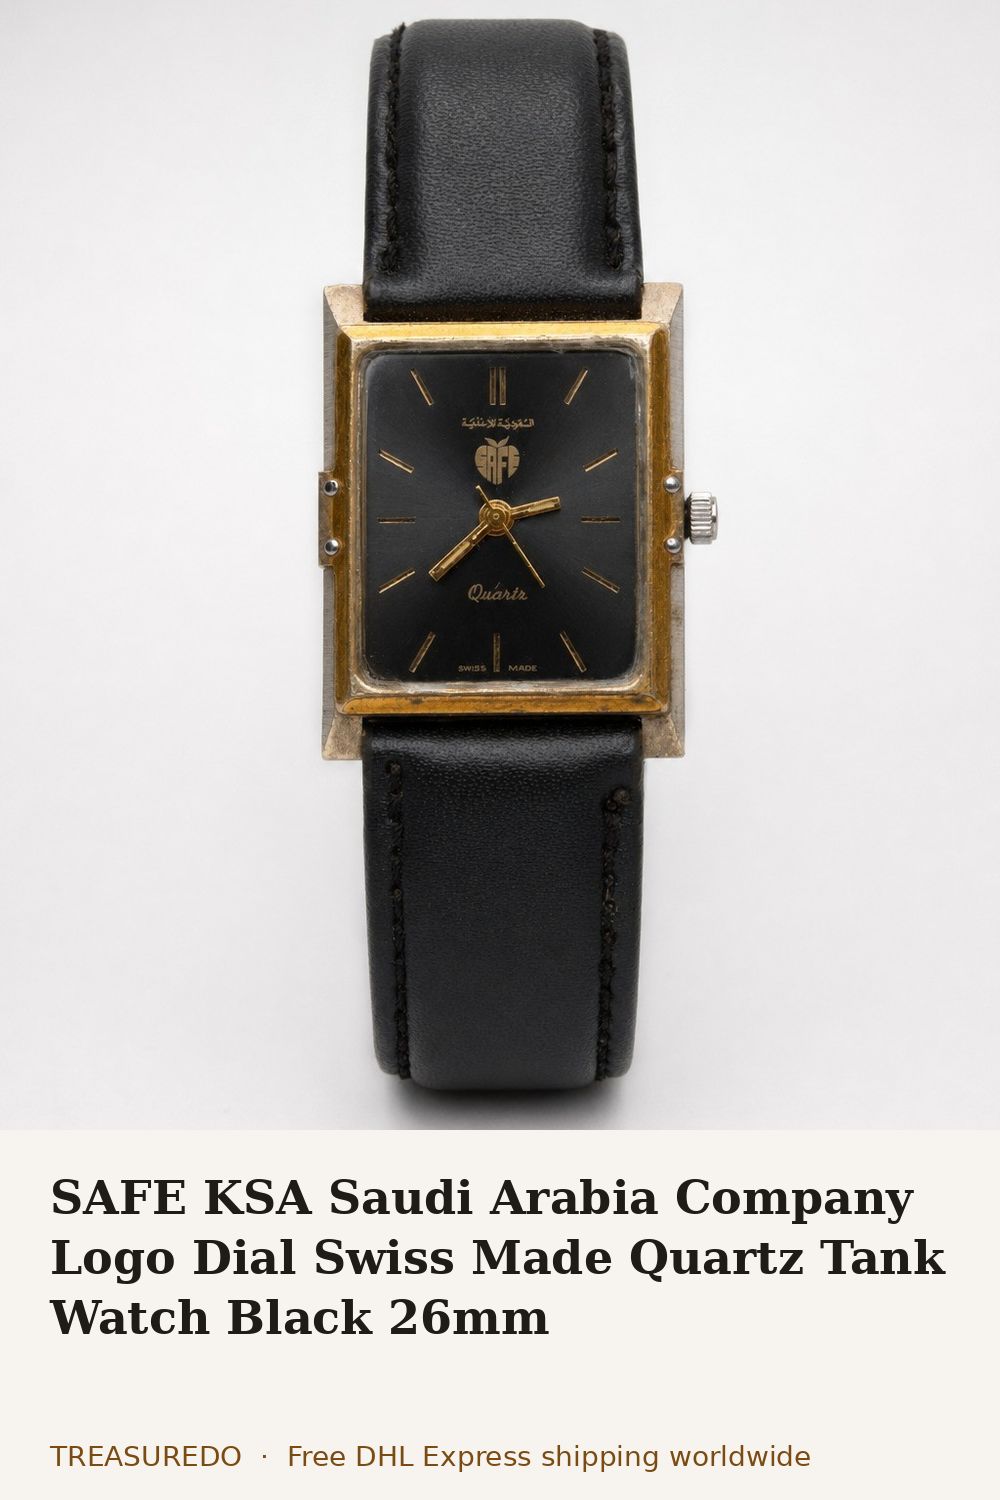 السعودية للأغذية
SAFE
Quartz
SWISS MADE
SAFE KSA Saudi Arabia Company
Logo Dial Swiss Made Quartz Tank
Watch Black 26mm
TREASUREDO · Free DHL Express shipping worldwide